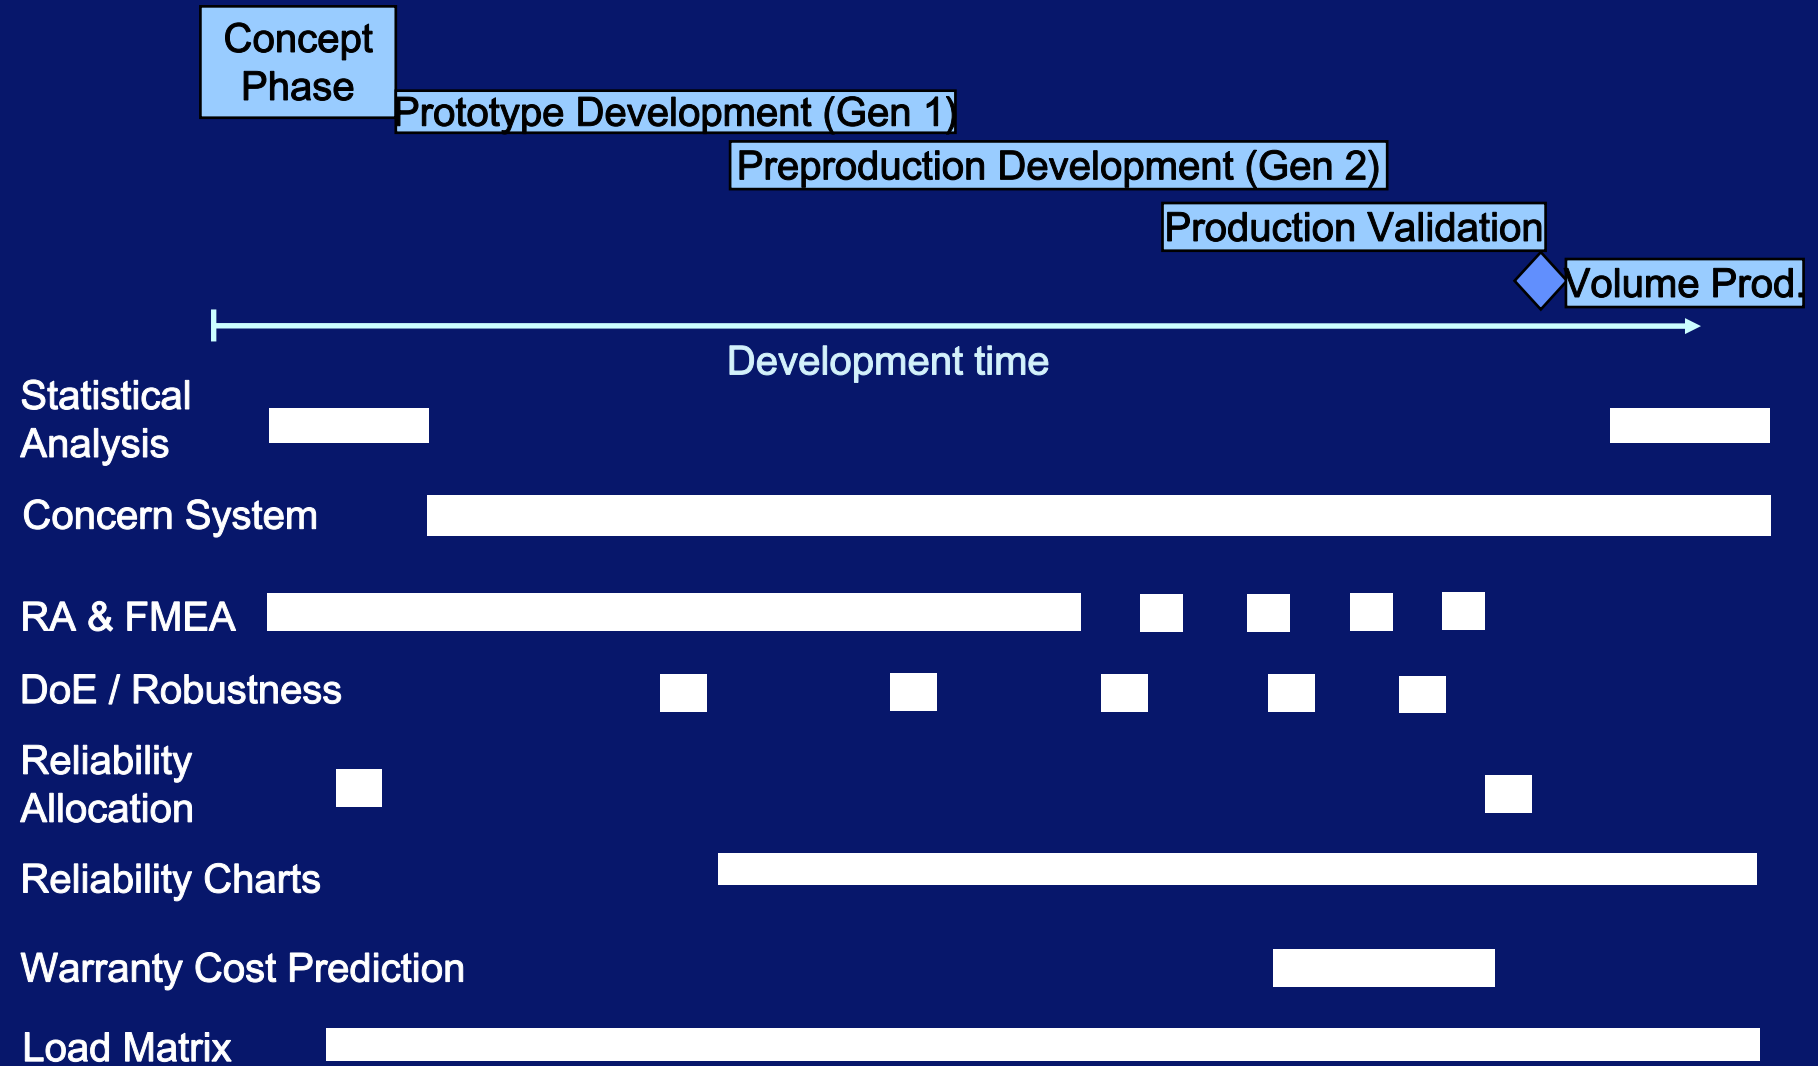 Concept
Phase
Prototype Development (Gen 1)
Preproduction Development (Gen 2)
Production Validation
Volume Prod.
Development time
Statistical
Analysis
Concern System
RA & FMEA
DoE / Robustness
Reliability
Allocation
Reliability Charts
Warranty Cost Prediction
Load Matrix